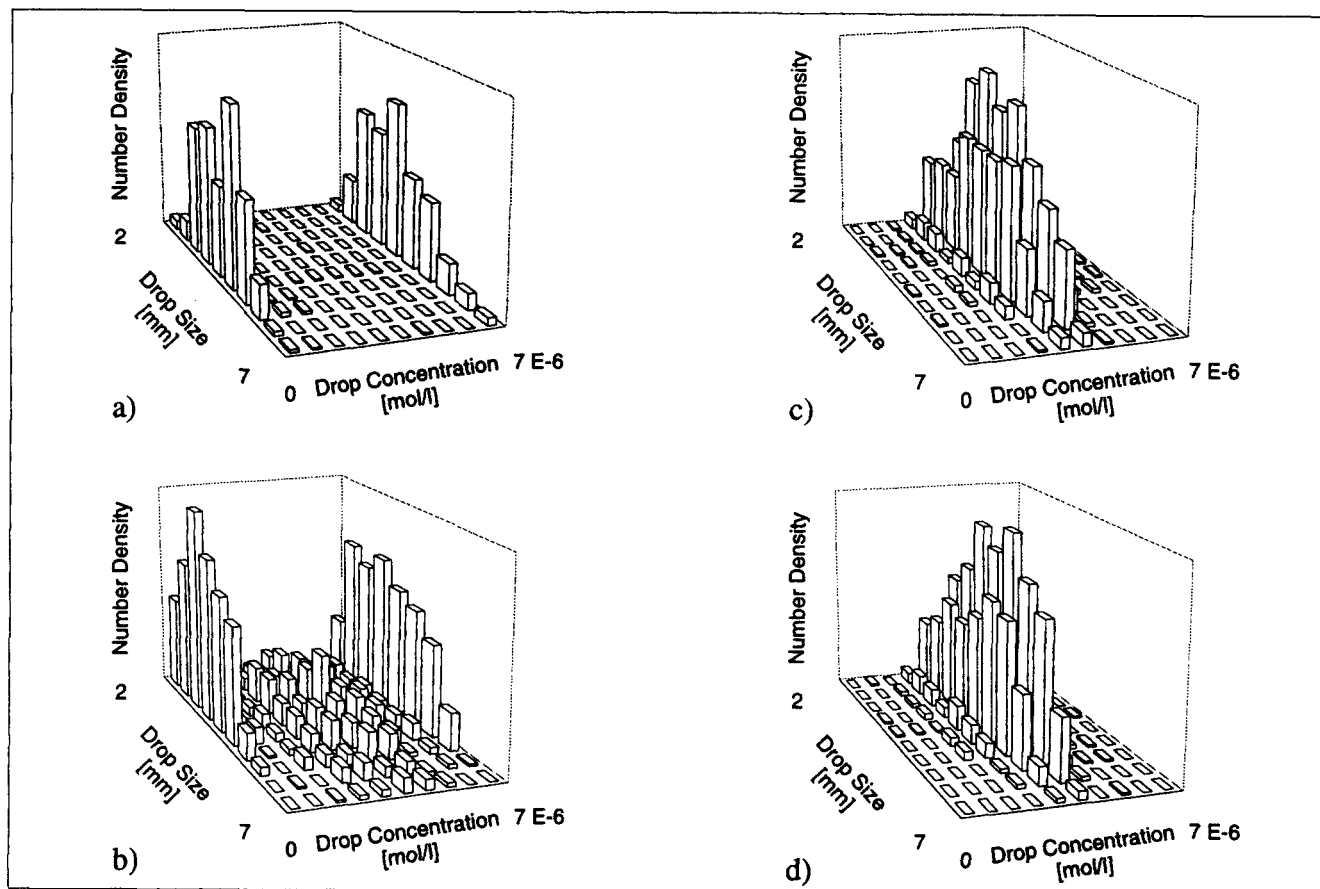 Number Density
2
Drop Size
[mm]
7
0 Drop Concentration 7 E-6
[mol/l]
a)
Number Density
2
Drop Size
[mm]
7
0 Drop Concentration 7 E-6
[mol/l]
c)
Number Density
2
Drop Size
[mm]
7
0 Drop Concentration 7 E-6
[mol/l]
b)
Number Density
2
Drop Size
[mm]
7
0 Drop Concentration 7 E-6
[mol/l]
d)